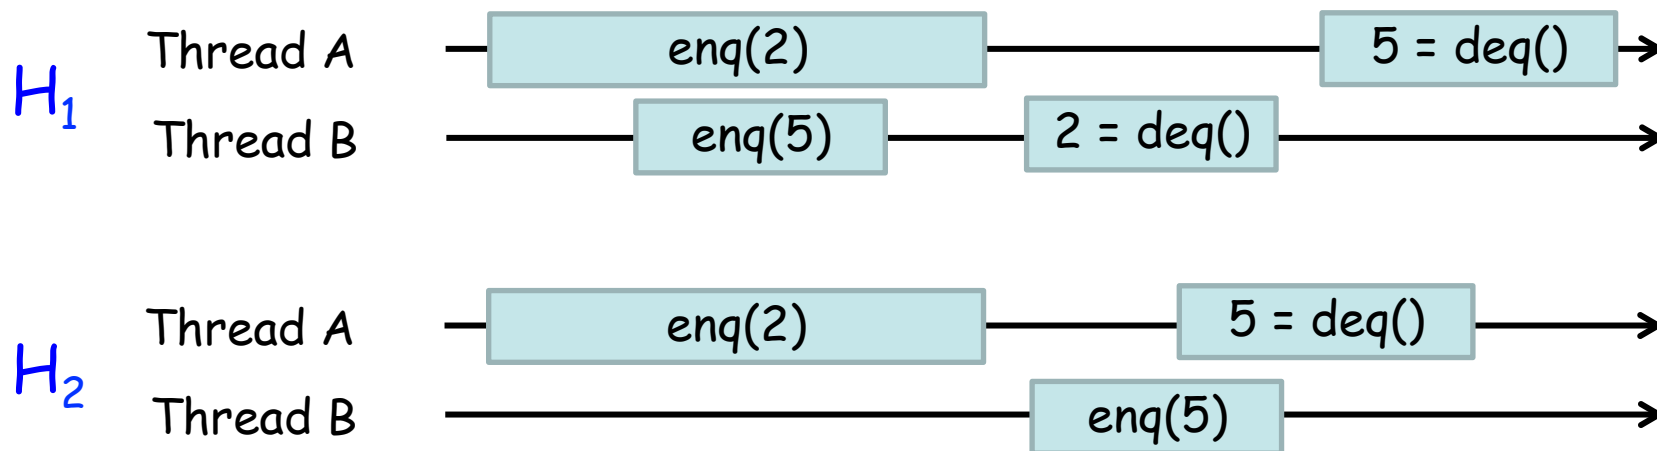 H₁
Thread A enq(2) 5 = deq()
Thread B enq(5) 2 = deq()
H₂
Thread A enq(2) 5 = deq()
Thread B enq(5)